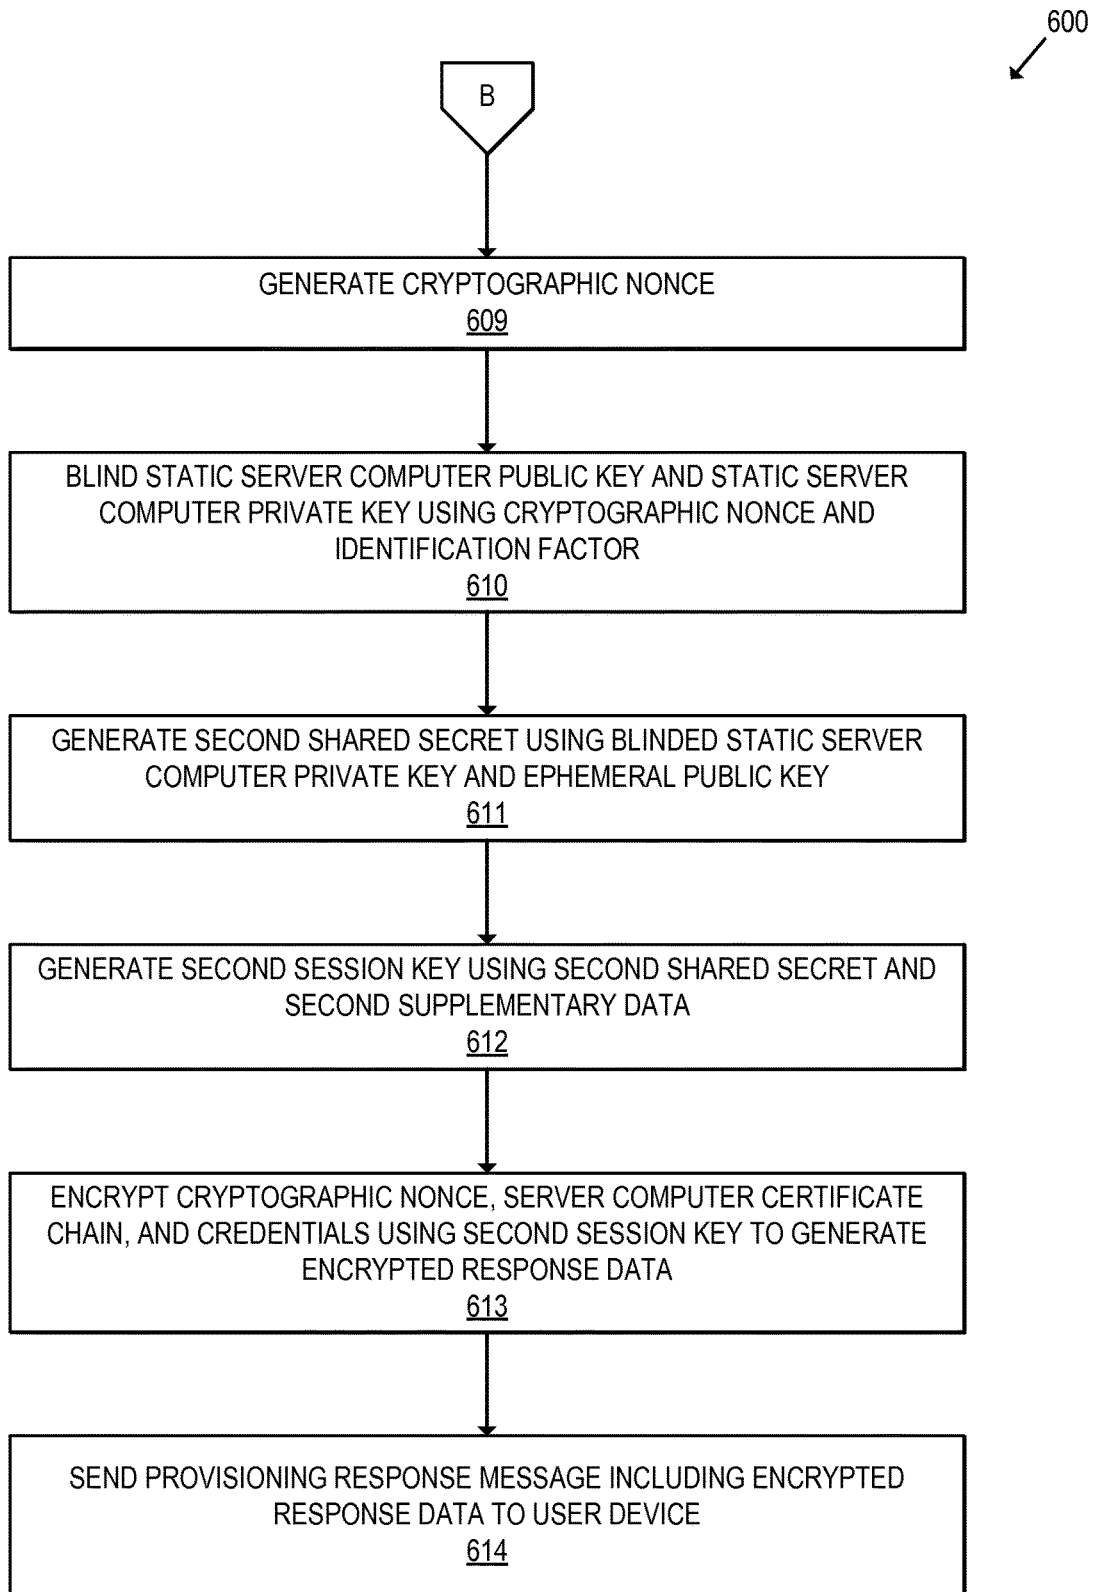 600
B
GENERATE CRYPTOGRAPHIC NONCE
609
BLIND STATIC SERVER COMPUTER PUBLIC KEY AND STATIC SERVER
COMPUTER PRIVATE KEY USING CRYPTOGRAPHIC NONCE AND
IDENTIFICATION FACTOR
610
GENERATE SECOND SHARED SECRET USING BLINDED STATIC SERVER
COMPUTER PRIVATE KEY AND EPHEMERAL PUBLIC KEY
611
GENERATE SECOND SESSION KEY USING SECOND SHARED SECRET AND
SECOND SUPPLEMENTARY DATA
612
ENCRYPT CRYPTOGRAPHIC NONCE, SERVER COMPUTER CERTIFICATE
CHAIN, AND CREDENTIALS USING SECOND SESSION KEY TO GENERATE
ENCRYPTED RESPONSE DATA
613
SEND PROVISIONING RESPONSE MESSAGE INCLUDING ENCRYPTED
RESPONSE DATA TO USER DEVICE
614